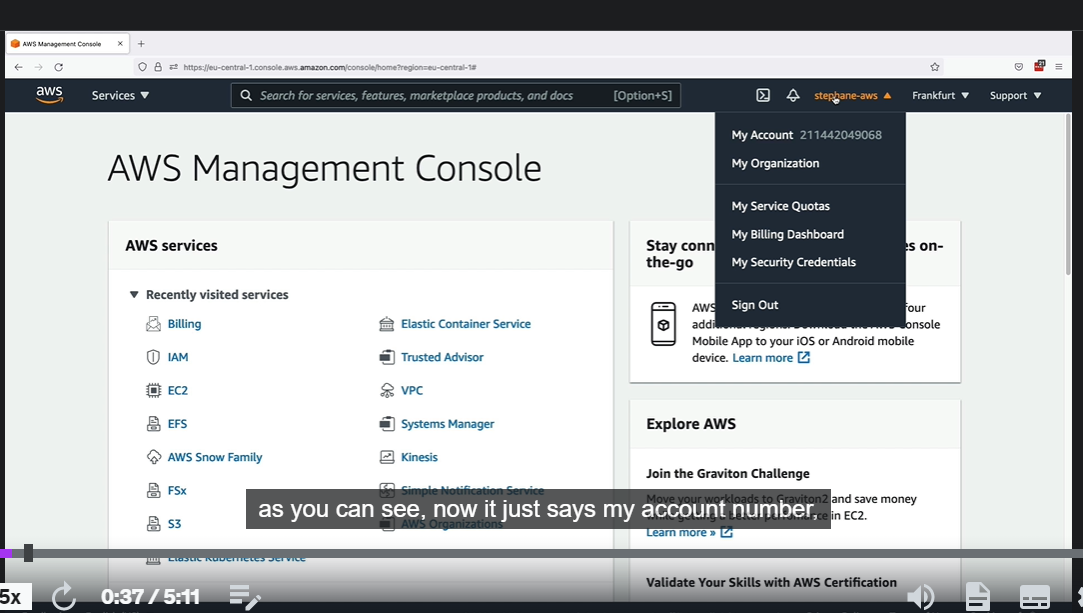 AWS Management Console
https://eu-central-1.console.aws.amazon.com/console/home?region=eu-central-1#
aws
Services
Search for services, features, marketplace products, and docs
[Option+S]
stephane-aws
Frankfurt
Support
My Account 211442049068
My Organization
My Service Quotas
My Billing Dashboard
My Security Credentials
Sign Out
AWS Management Console
AWS services
Recently visited services
Billing
IAM
EC2
EFS
AWS Snow Family
FSx
S3
Elastic Kubernetes Service
Elastic Container Service
Trusted Advisor
VPC
Systems Manager
Kinesis
Simple Notification Service
AWS Organizations
Stay conn
es on-
the-go
AWS
four
Console
Mobile App to your iOS or Android mobile
device. Learn more
Explore AWS
Join the Graviton Challenge
Move your workloads to Graviton2 and save money
while getting a better performance in EC2.
Learn more »
Validate Your Skills with AWS Certification
as you can see, now it just says my account number.
5x
0:37 / 5:11